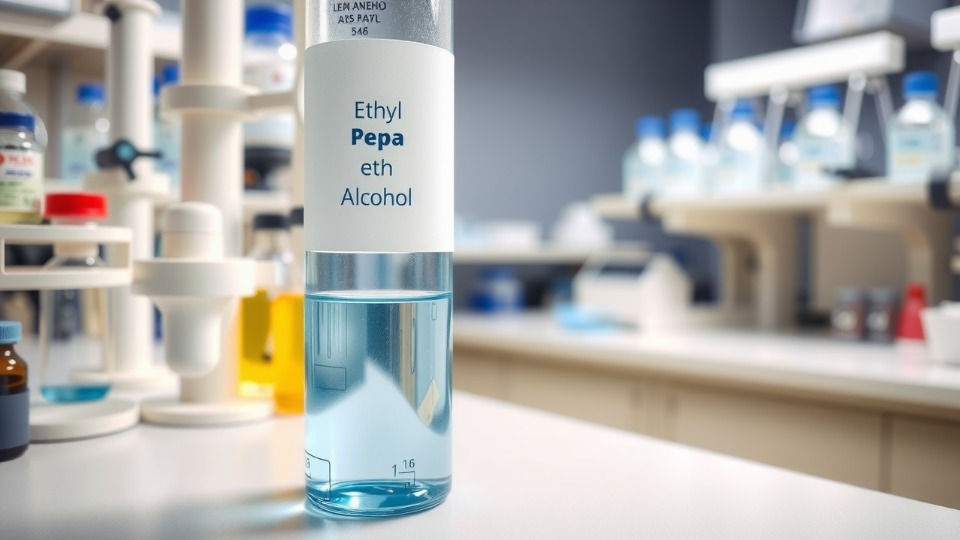 LEM ANEHO
ARS PAYL
546
Ethyl
Pepa
eth
Alcohol
1 16